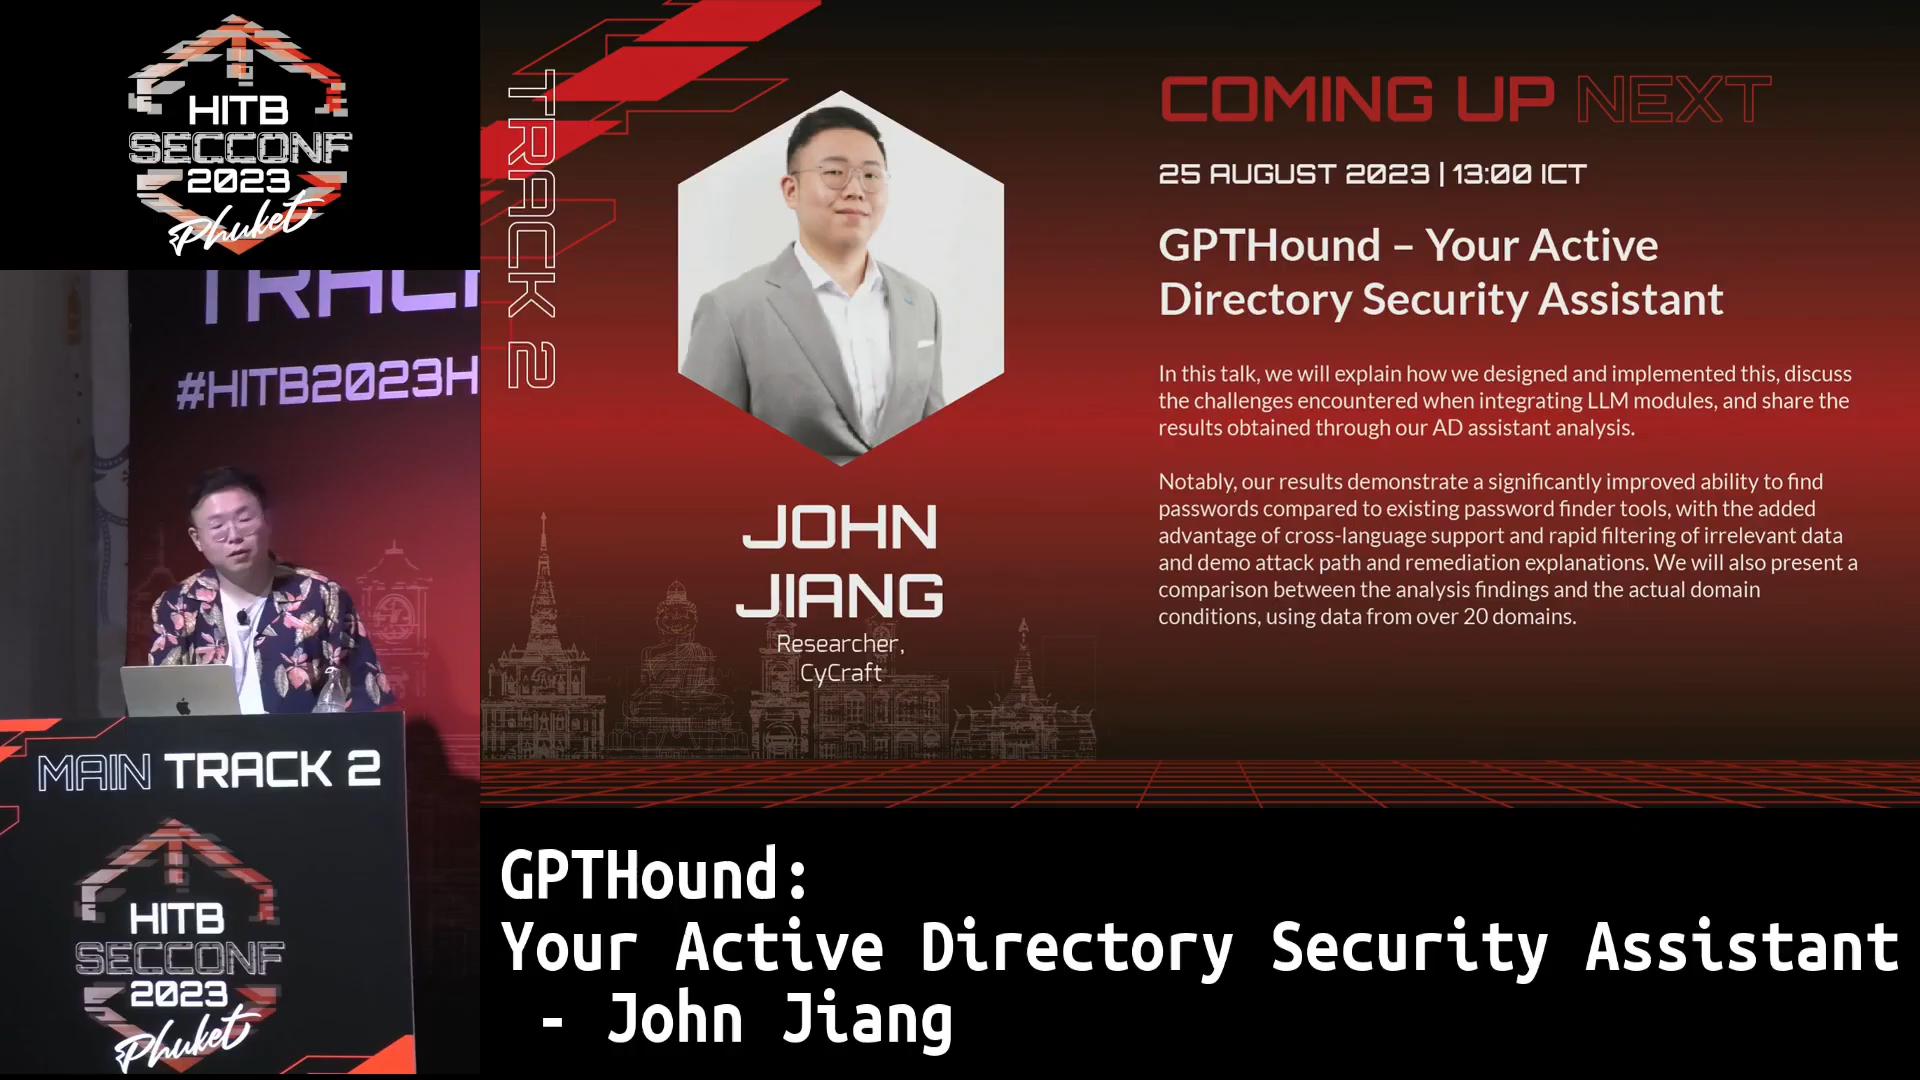 HITB
SECCONF
2023
Phuket
TRACK
#HITB2023H
MAIN TRACK 2
HITB
SECCONF
2023
Phuket
TRACK 2
JOHN
JIANG
Researcher,
CyCraft
COMING UP NEXT
25 AUGUST 2023 | 13:00 ICT
GPTHound – Your Active
Directory Security Assistant
In this talk, we will explain how we designed and implemented this, discuss
the challenges encountered when integrating LLM modules, and share the
results obtained through our AD assistant analysis.
Notably, our results demonstrate a significantly improved ability to find
passwords compared to existing password finder tools, with the added
advantage of cross-language support and rapid filtering of irrelevant data
and demo attack path and remediation explanations. We will also present a
comparison between the analysis findings and the actual domain
conditions, using data from over 20 domains.
GPTHound:
Your Active Directory Security Assistant
- John Jiang